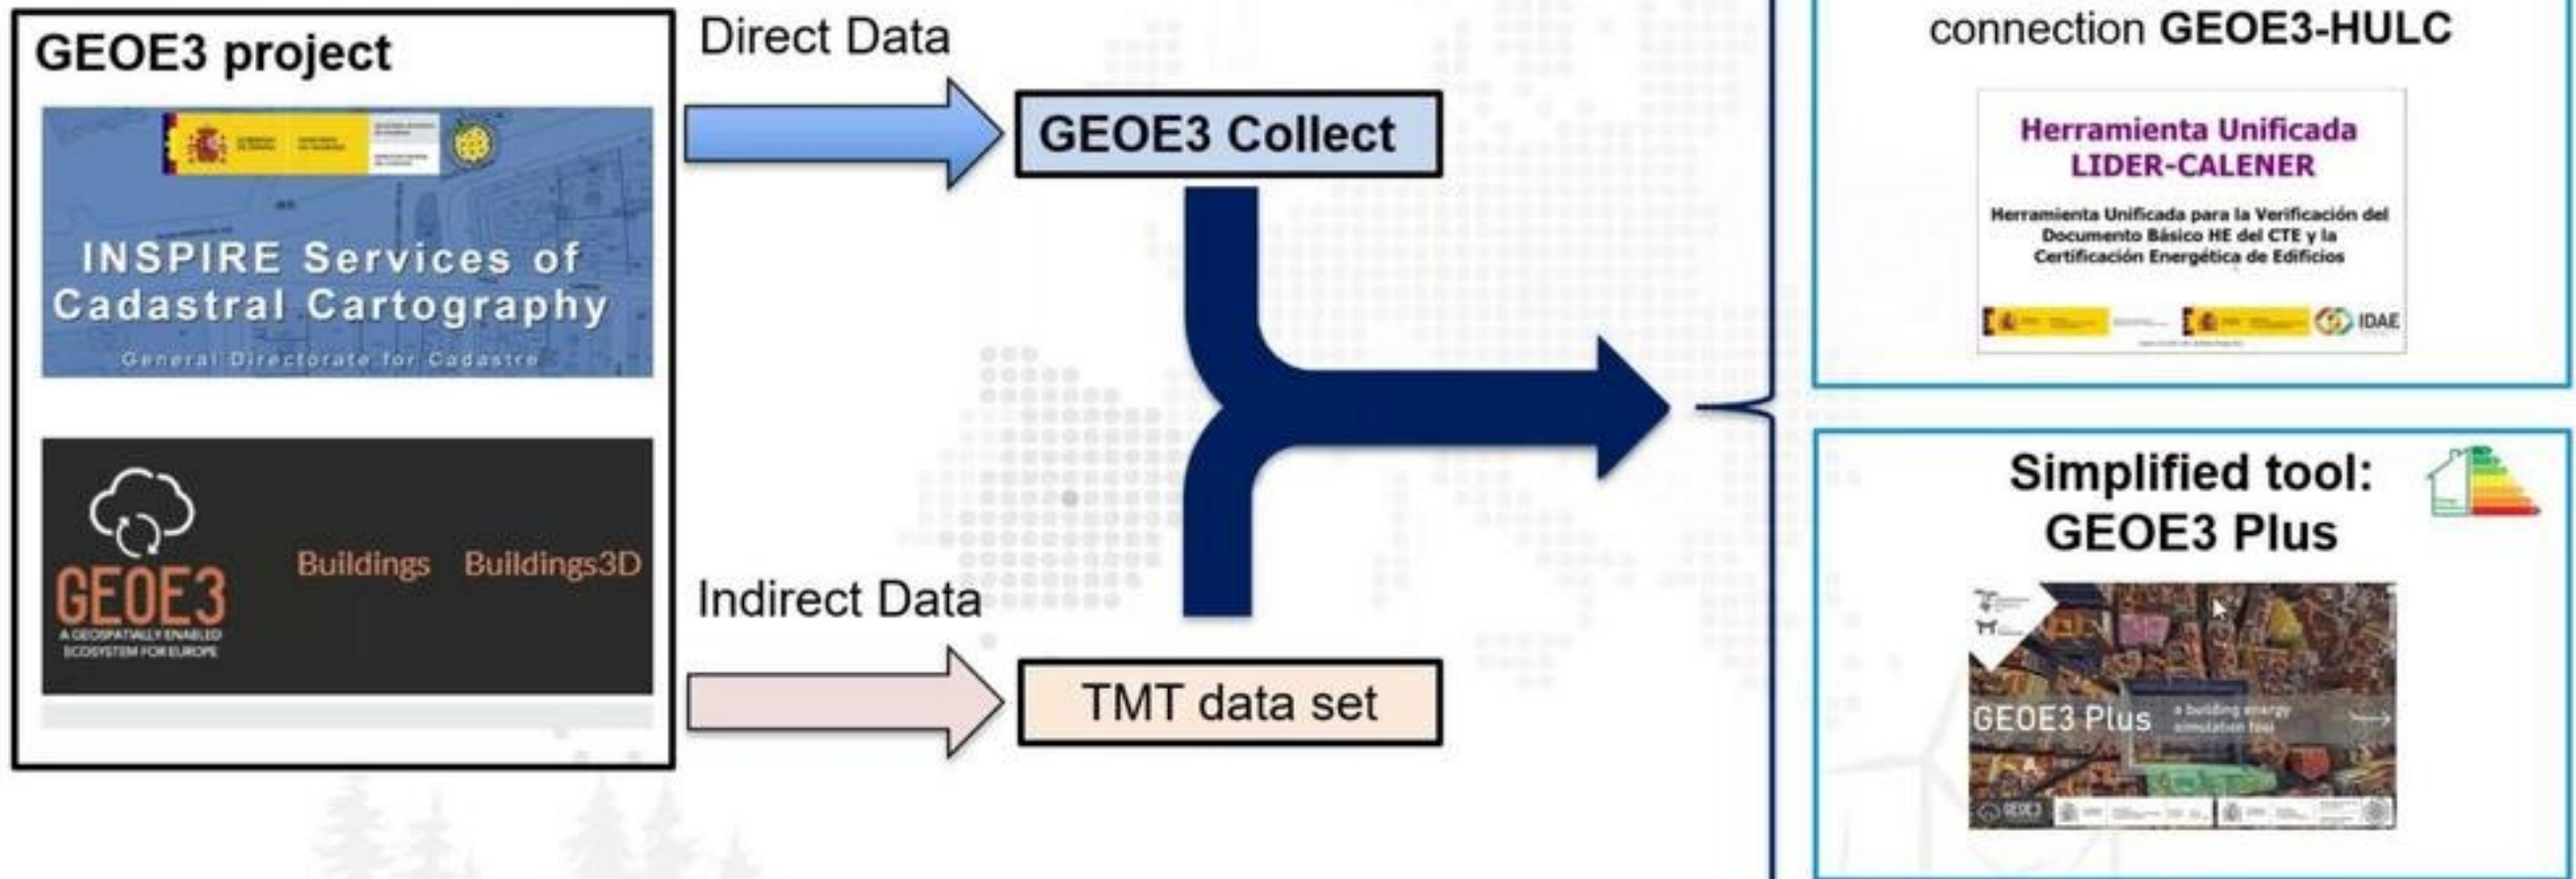 GEOE3 project
INSPIRE Services of
Cadastral Cartography
General Directorate for Cadastre
GEOE3
A GEOSPATIALLY ENABLED
ECOSYSTEM FOR EUROPE
Buildings Buildings3D
Direct Data
GEOE3 Collect
Indirect Data
TMT data set
connection GEOE3-HULC
Herramienta Unificada
LIDER-CALENER
Herramienta Unificada para la Verificación del
Documento Básico HE del CTE y la
Certificación Energética de Edificios
IDAE
Simplified tool:
GEOE3 Plus
GEOE3 Plus
a building energy
simulation tool
GEOE3